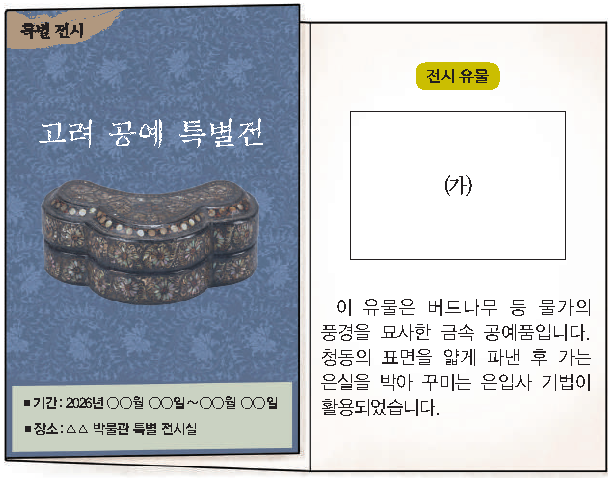 특별 전시
고려 공예 특별전
■ 기간 : 2026년 ○○월 ○○일～○○월 ○○일
■ 장소 : △△ 박물관 특별 전시실
전시 유물
(가)
이 유물은 버드나무 등 물가의
풍경을 묘사한 금속 공예품입니다.
청동의 표면을 얇게 파낸 후 가는
은실을 박아 꾸미는 은입사 기법이
활용되었습니다.